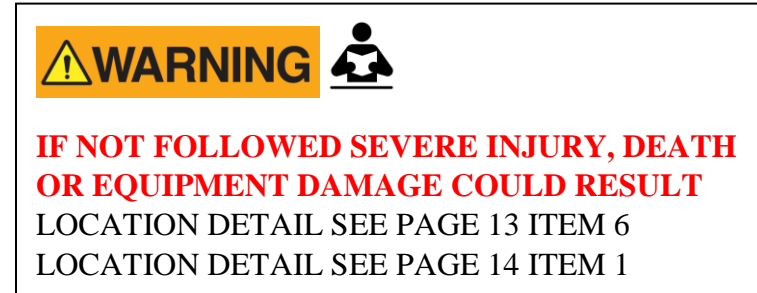 WARNING
IF NOT FOLLOWED SEVERE INJURY, DEATH
OR EQUIPMENT DAMAGE COULD RESULT
LOCATION DETAIL SEE PAGE 13 ITEM 6
LOCATION DETAIL SEE PAGE 14 ITEM 1